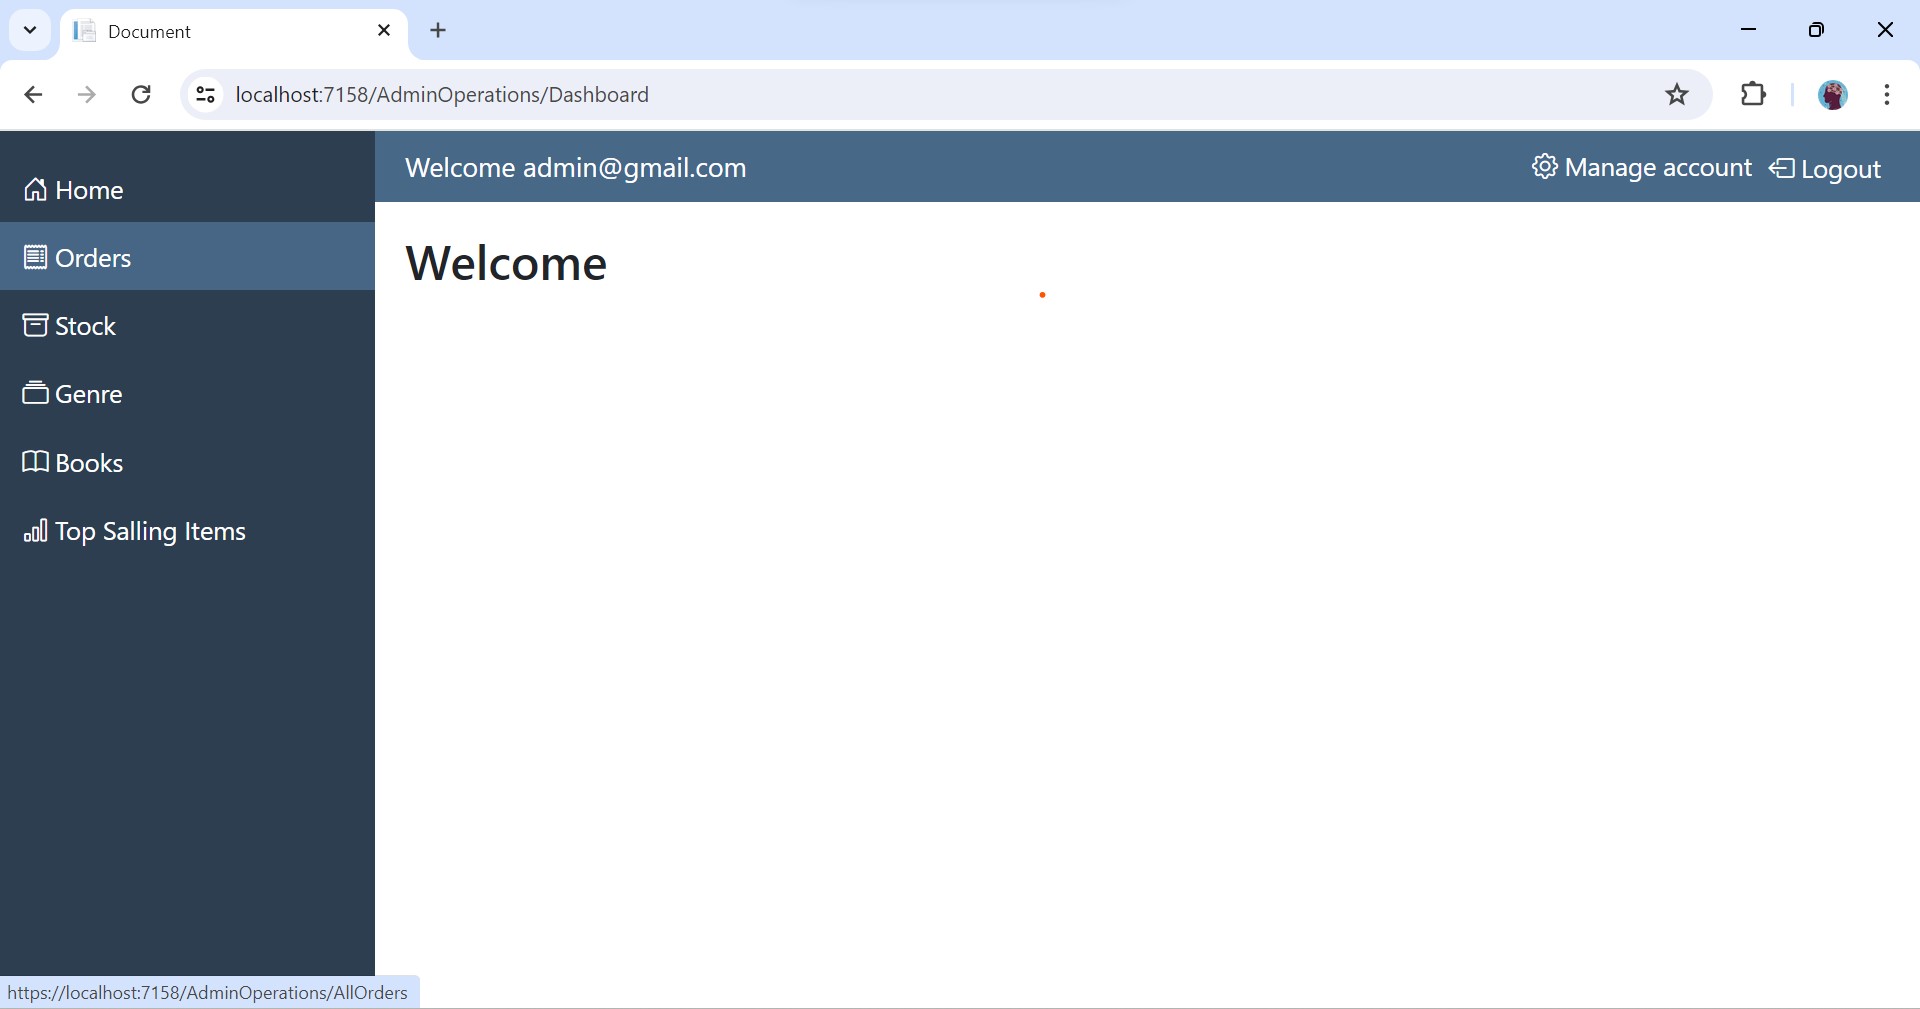 Document
localhost:7158/AdminOperations/Dashboard
Welcome admin@gmail.com
Manage account
Logout
Home
Orders
Stock
Genre
Books
Top Salling Items
Welcome
https://localhost:7158/AdminOperations/AllOrders